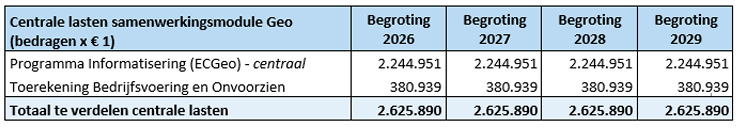 Centrale lasten samenwerkingsmodule Geo Begroting Begroting Begroting Begroting
(bedragen x € 1) 2026 2027 2028 2029
Programma Informatisering (ECGeo) - centraal 2.244.951 2.244.951 2.244.951 2.244.951
Toerekening Bedrijfsvoering en Onvoorzien 380.939 380.939 380.939 380.939
Totaal te verdelen centrale lasten 2.625.890 2.625.890 2.625.890 2.625.890